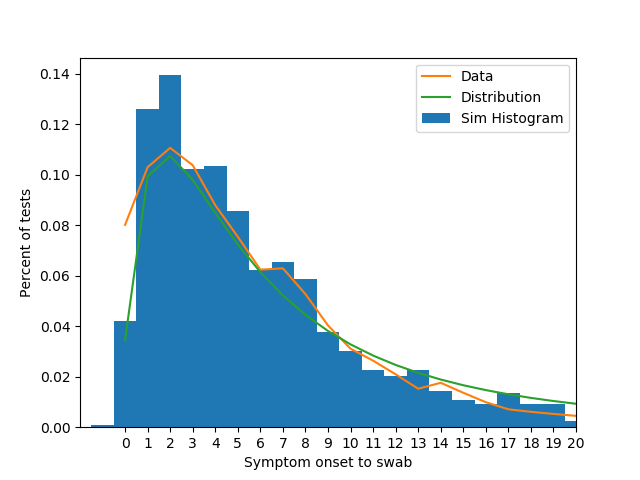 Data
Distribution
Sim Histogram
Percent of tests
0.14
0.12
0.10
0.08
0.06
0.04
0.02
0.00
0 1 2 3 4 5 6 7 8 9 10 11 12 13 14 15 16 17 18 19 20
Symptom onset to swab